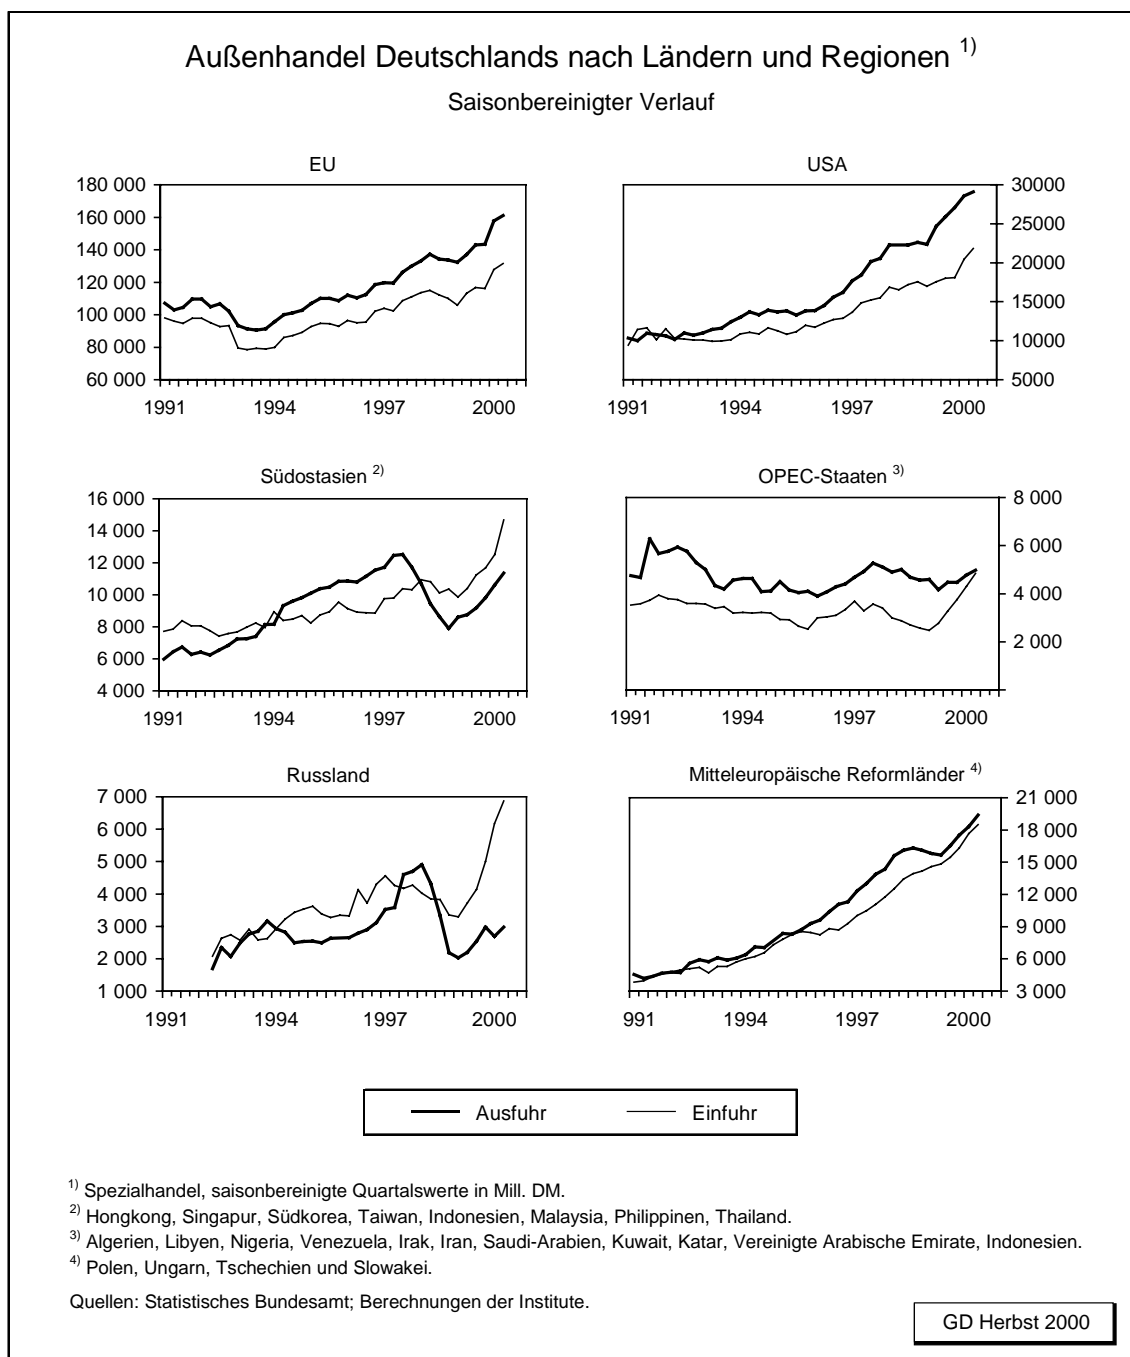 Außenhandel Deutschlands nach Ländern und Regionen 1)
Saisonbereinigter Verlauf
EU
180 000
160 000
140 000
120 000
100 000
80 000
60 000
1991 1994 1997 2000
USA
30000
25000
20000
15000
10000
5000
1991 1994 1997 2000
Südostasien 2)
16 000
14 000
12 000
10 000
8 000
6 000
4 000
1991 1994 1997 2000
OPEC-Staaten 3)
8 000
6 000
4 000
2 000
1991 1994 1997 2000
Russland
7 000
6 000
5 000
4 000
3 000
2 000
1 000
1991 1994 1997 2000
Mitteleuropäische Reformländer 4)
21 000
18 000
15 000
12 000
9 000
6 000
3 000
991 1994 1997 2000
Ausfuhr Einfuhr
1) Spezialhandel, saisonbereinigte Quartalswerte in Mill. DM.
2) Hongkong, Singapur, Südkorea, Taiwan, Indonesien, Malaysia, Philippinen, Thailand.
3) Algerien, Libyen, Nigeria, Venezuela, Irak, Iran, Saudi-Arabien, Kuwait, Katar, Vereinigte Arabische Emirate, Indonesien.
4) Polen, Ungarn, Tschechien und Slowakei.
Quellen: Statistisches Bundesamt; Berechnungen der Institute.
GD Herbst 2000